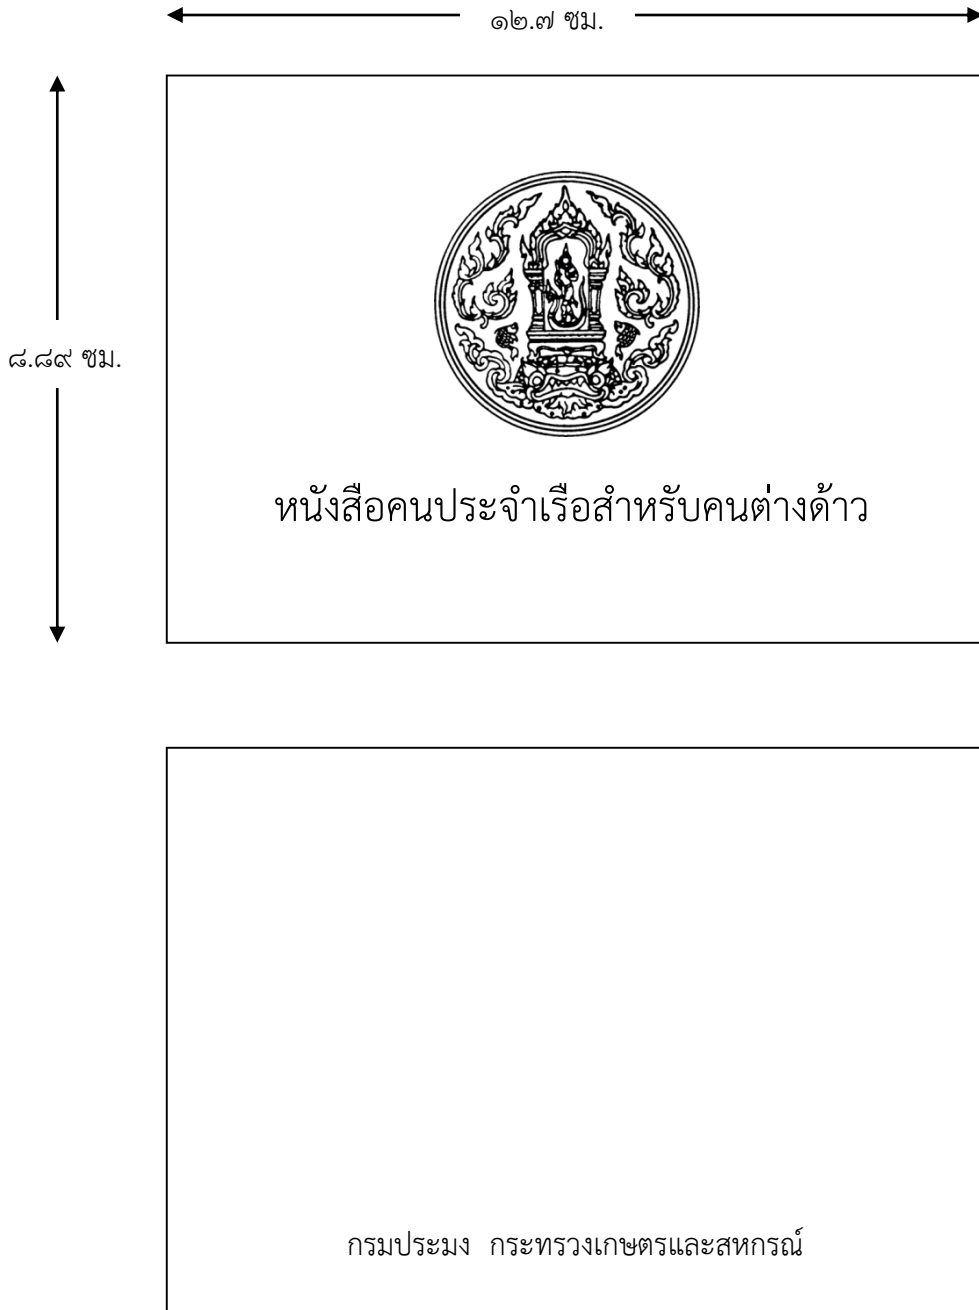 ๑๒.๗ ซม.
๘.๘๙ ซม.
หนังสือคนประจำเรือสำหรับคนต่างด้าว
กรมประมง กระทรวงเกษตรและสหกรณ์